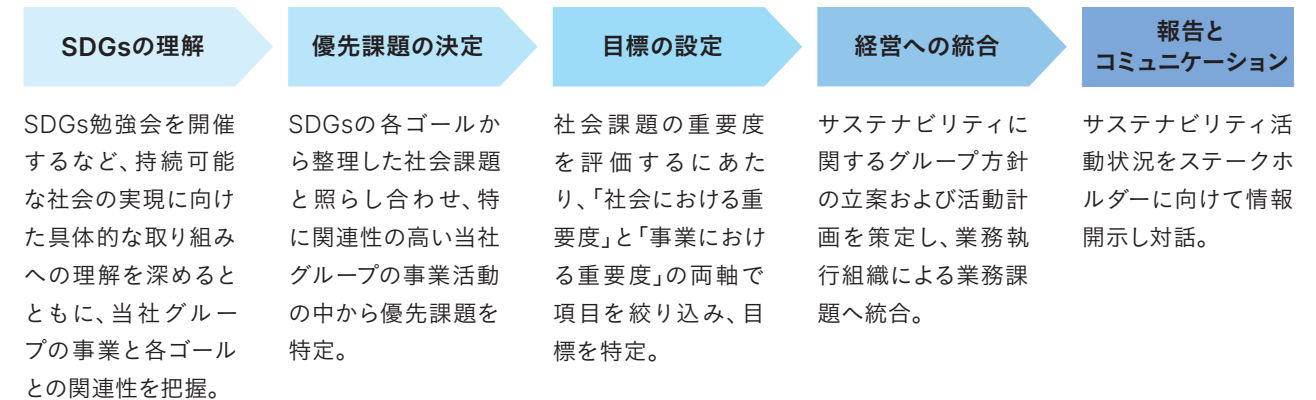 SDGsの理解
SDGs勉強会を開催
するなど、持続可能
な社会の実現に向け
た具体的な取り組み
への理解を深めると
ともに、当社グルー
プの事業と各ゴール
との関連性を把握。
優先課題の決定
SDGsの各ゴールか
ら整理した社会課題
と照らし合わせ、特
に関連性の高い当社
グループの事業活動
の中から優先課題を
特定。
目標の設定
社会課題の重要度
を評価するにあた
り、「社会における重
要度」と「事業におけ
る重要度」の両軸で
項目を絞り込み、目
標を特定。
経営への統合
サステナビリティに
関するグループ方針
の立案および活動計
画を策定し、業務執
行組織による業務課
題へ統合。
報告と
コミュニケーション
サステナビリティ活
動状況をステークホ
ルダーに向けて情報
開示し対話。